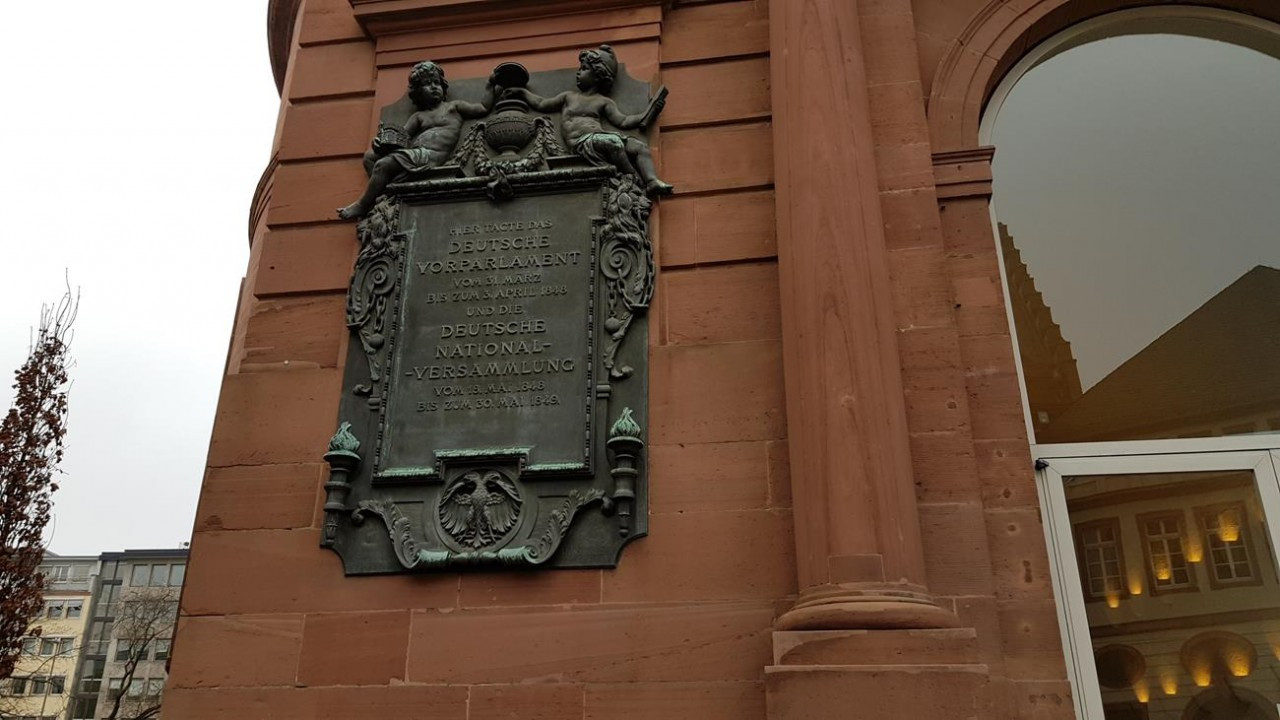 HIER TAGTE DAS
DEUTSCHE
VORPARLAMENT
VOM 31. MÄRZ
BIS ZUM 3. APRIL 1848
UND DIE
DEUTSCHE
NATIONAL-
-VERSAMMLUNG
VOM 18. MAI 1848
BIS ZUM 30. MAI 1849.